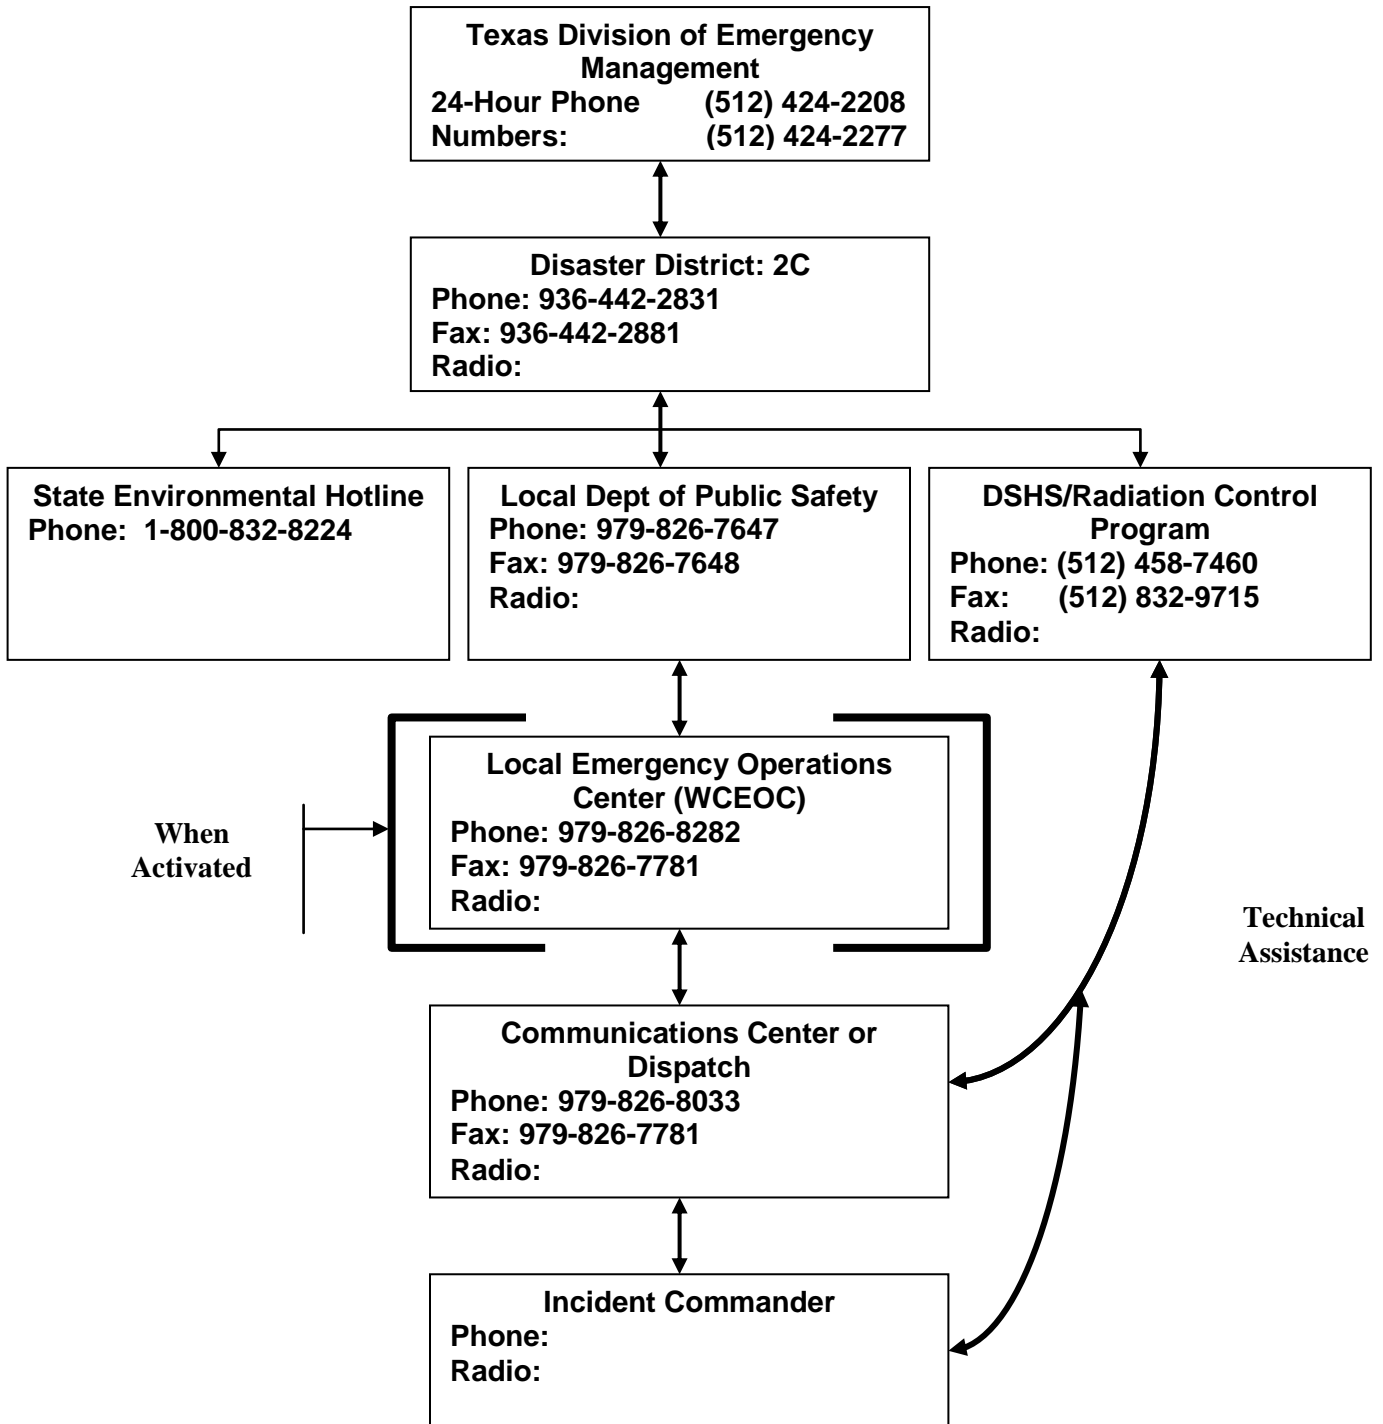 Texas Division of Emergency
Management
24-Hour Phone (512) 424-2208
Numbers: (512) 424-2277
Disaster District: 2C
Phone: 936-442-2831
Fax: 936-442-2881
Radio:
State Environmental Hotline
Phone: 1-800-832-8224
Local Dept of Public Safety
Phone: 979-826-7647
Fax: 979-826-7648
Radio:
DSHS/Radiation Control
Program
Phone: (512) 458-7460
Fax: (512) 832-9715
Radio:
When
Activated
Local Emergency Operations
Center (WCEOC)
Phone: 979-826-8282
Fax: 979-826-7781
Radio:
Technical
Assistance
Communications Center or
Dispatch
Phone: 979-826-8033
Fax: 979-826-7781
Radio:
Incident Commander
Phone:
Radio: